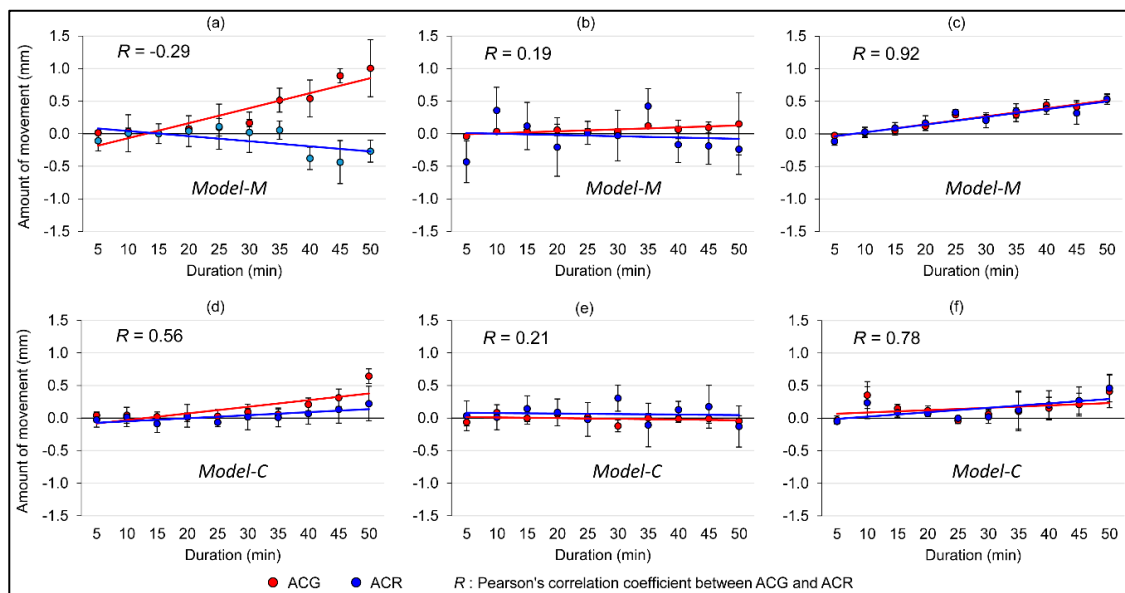 (a) (b) (c)
Amount of movement (mm)
1.5 1.5 1.5
R = -0.29 R = 0.19 R = 0.92
1.0 1.0 1.0
0.5 0.5 0.5
0.0 0.0 0.0
-0.5 -0.5 -0.5
Model-M Model-M Model-M
-1.0 -1.0 -1.0
-1.5 -1.5 -1.5
5 10 15 20 25 30 35 40 45 50 5 10 15 20 25 30 35 40 45 50 5 10 15 20 25 30 35 40 45 50
Duration (min) Duration (min) Duration (min)
(d) (e) (f)
Amount of movement (mm)
1.5 1.5 1.5
R = 0.56 R = 0.21 R = 0.78
1.0 1.0 1.0
0.5 0.5 0.5
0.0 0.0 0.0
-0.5 -0.5 -0.5
Model-C Model-C Model-C
-1.0 -1.0 -1.0
-1.5 -1.5 -1.5
5 10 15 20 25 30 35 40 45 50 5 10 15 20 25 30 35 40 45 50 5 10 15 20 25 30 35 40 45 50
Duration (min) Duration (min) Duration (min)
ACG ACR R : Pearson's correlation coefficient between ACG and ACR